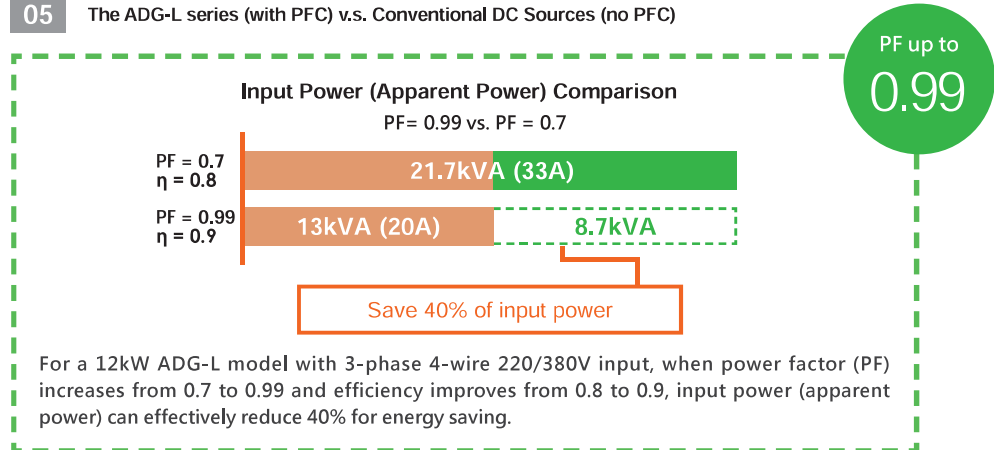 05 The ADG-L series (with PFC) v.s. Conventional DC Sources (no PFC)
PF up to
0.99
Input Power (Apparent Power) Comparison
PF= 0.99 vs. PF = 0.7
PF = 0.7
η = 0.8
21.7kVA (33A)
PF = 0.99
η = 0.9
13kVA (20A)
8.7kVA
Save 40% of input power
For a 12kW ADG-L model with 3-phase 4-wire 220/380V input, when power factor (PF)
increases from 0.7 to 0.99 and efficiency improves from 0.8 to 0.9, input power (apparent
power) can effectively reduce 40% for energy saving.